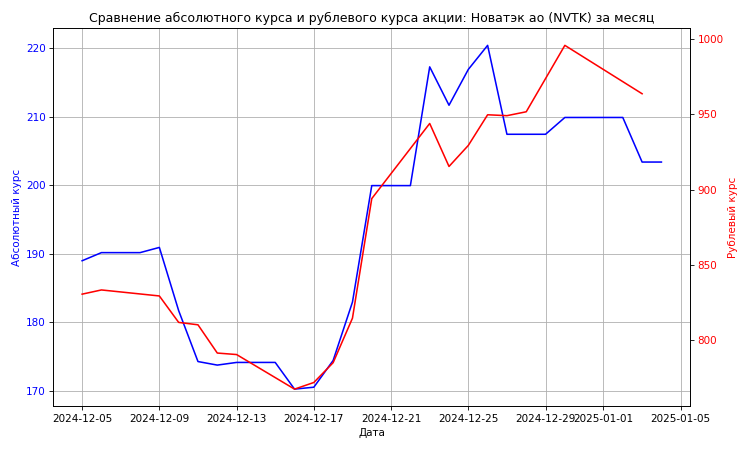 Сравнение абсолютного курса и рублевого курса акции: Новатэк ао (NVTK) за месяц
Абсолютный курс
220
210
200
190
180
170
1000
950
900
850
800
Рублевый курс
2024-12-05 2024-12-09 2024-12-13 2024-12-17 2024-12-21 2024-12-25 2024-12-29 2025-01-01 2025-01-05
Дата